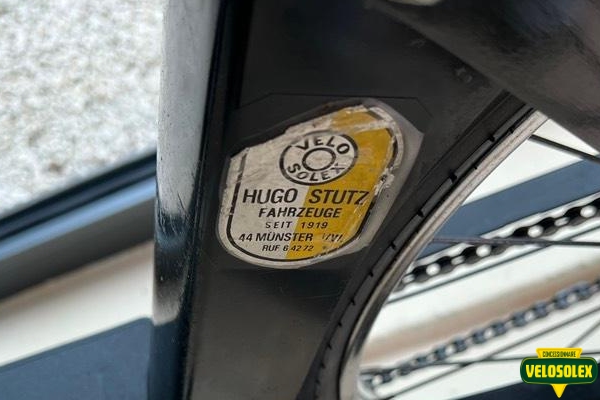 VELO
SOLEX
HUGO STUTZ
FAHRZEUGE
SEIT 1919
44 MÜNSTER
RUF 6 42 72
CONCESSIONNAIRE
VELOSOLEX